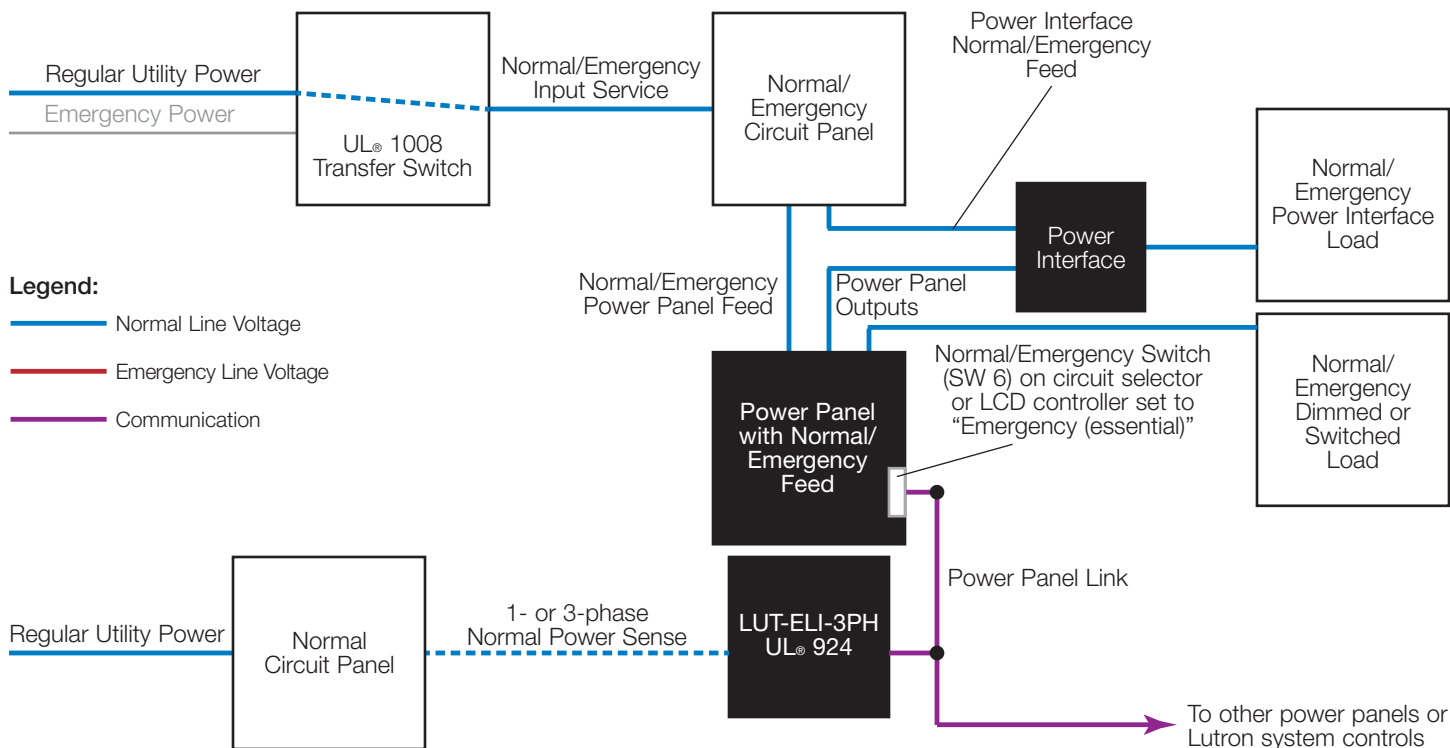 Regular Utility Power
Emergency Power
UL® 1008
Transfer Switch
Normal/Emergency
Input Service
Normal/
Emergency
Circuit Panel
Power Interface
Normal/Emergency
Feed
Power
Interface
Normal/
Emergency
Power Interface
Load
Legend:
Normal Line Voltage
Emergency Line Voltage
Communication
Normal/Emergency
Power Panel Feed
Power Panel
Outputs
Normal/Emergency Switch
(SW 6) on circuit selector
or LCD controller set to
“Emergency (essential)”
Normal/
Emergency
Dimmed or
Switched
Load
Power Panel
with Normal/
Emergency
Feed
Power Panel Link
Regular Utility Power
Normal
Circuit Panel
1- or 3-phase
Normal Power Sense
LUT-ELI-3PH
UL® 924
To other power panels or
Lutron system controls